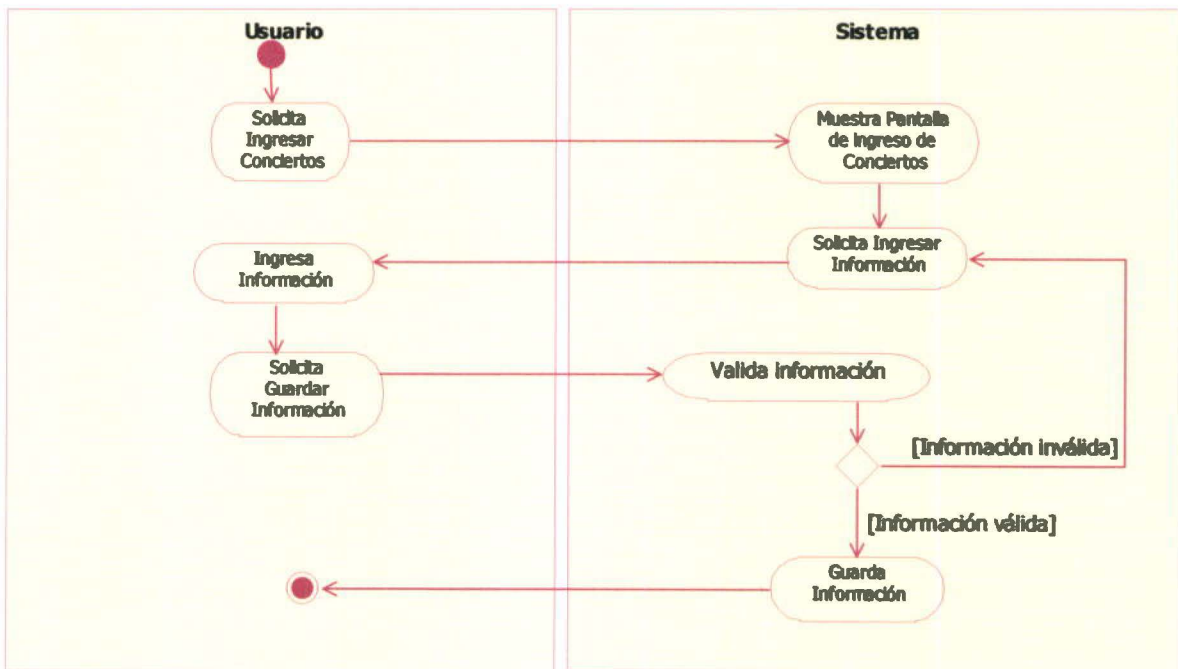 Usuario
Sistema
Solicita
Ingresar
Conciertos
Muestra Pantalla
de Ingreso de
Conciertos
Solicita Ingresar
Información
Ingresa
Información
Solicita
Guardar
Información
Valida información
[Información inválida]
[Información válida]
Guarda
Información